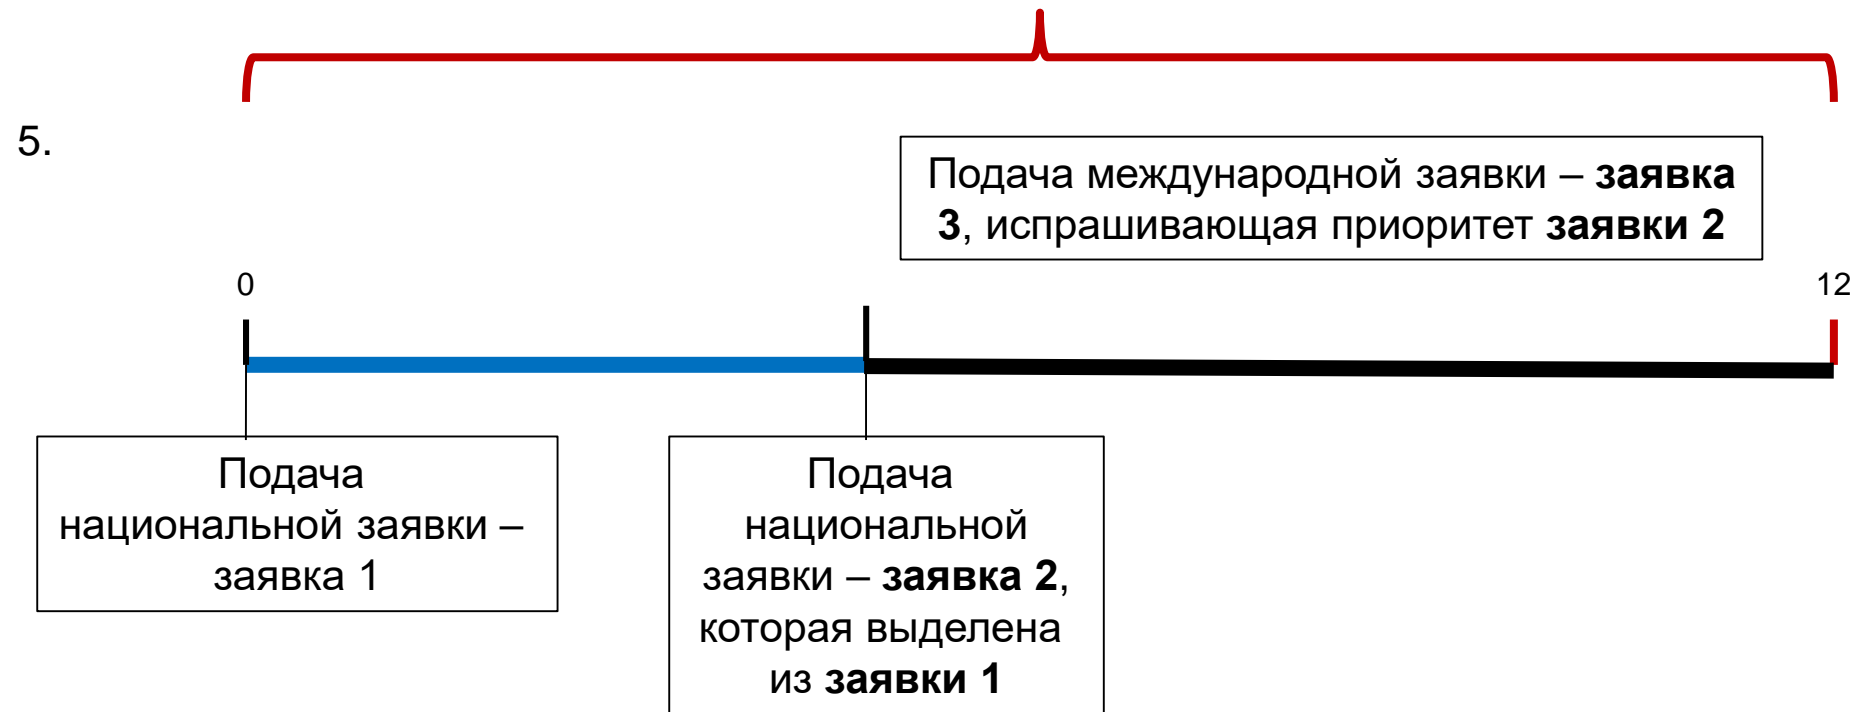 5.
Подача международной заявки – заявка
3, испрашивающая приоритет заявки 2
0
12
Подача
национальной заявки –
заявка 1
Подача
национальной
заявки – заявка 2,
которая выделена
из заявки 1